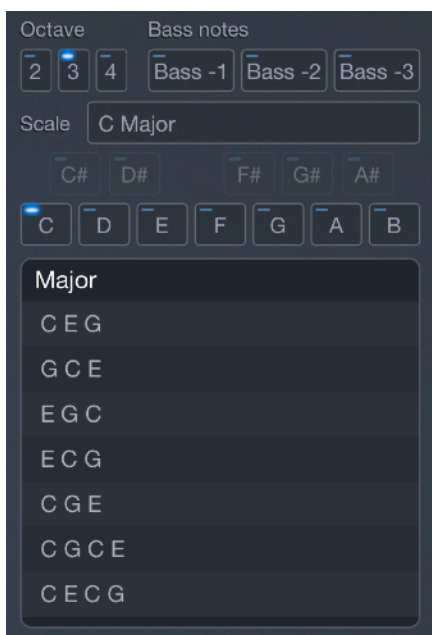 Octave Bass notes
2 3 4 Bass -1 Bass -2 Bass -3
Scale C Major
C# D# F# G# A#
C D E F G A B
Major
C E G
G C E
E G C
E C G
C G E
C G C E
C E C G